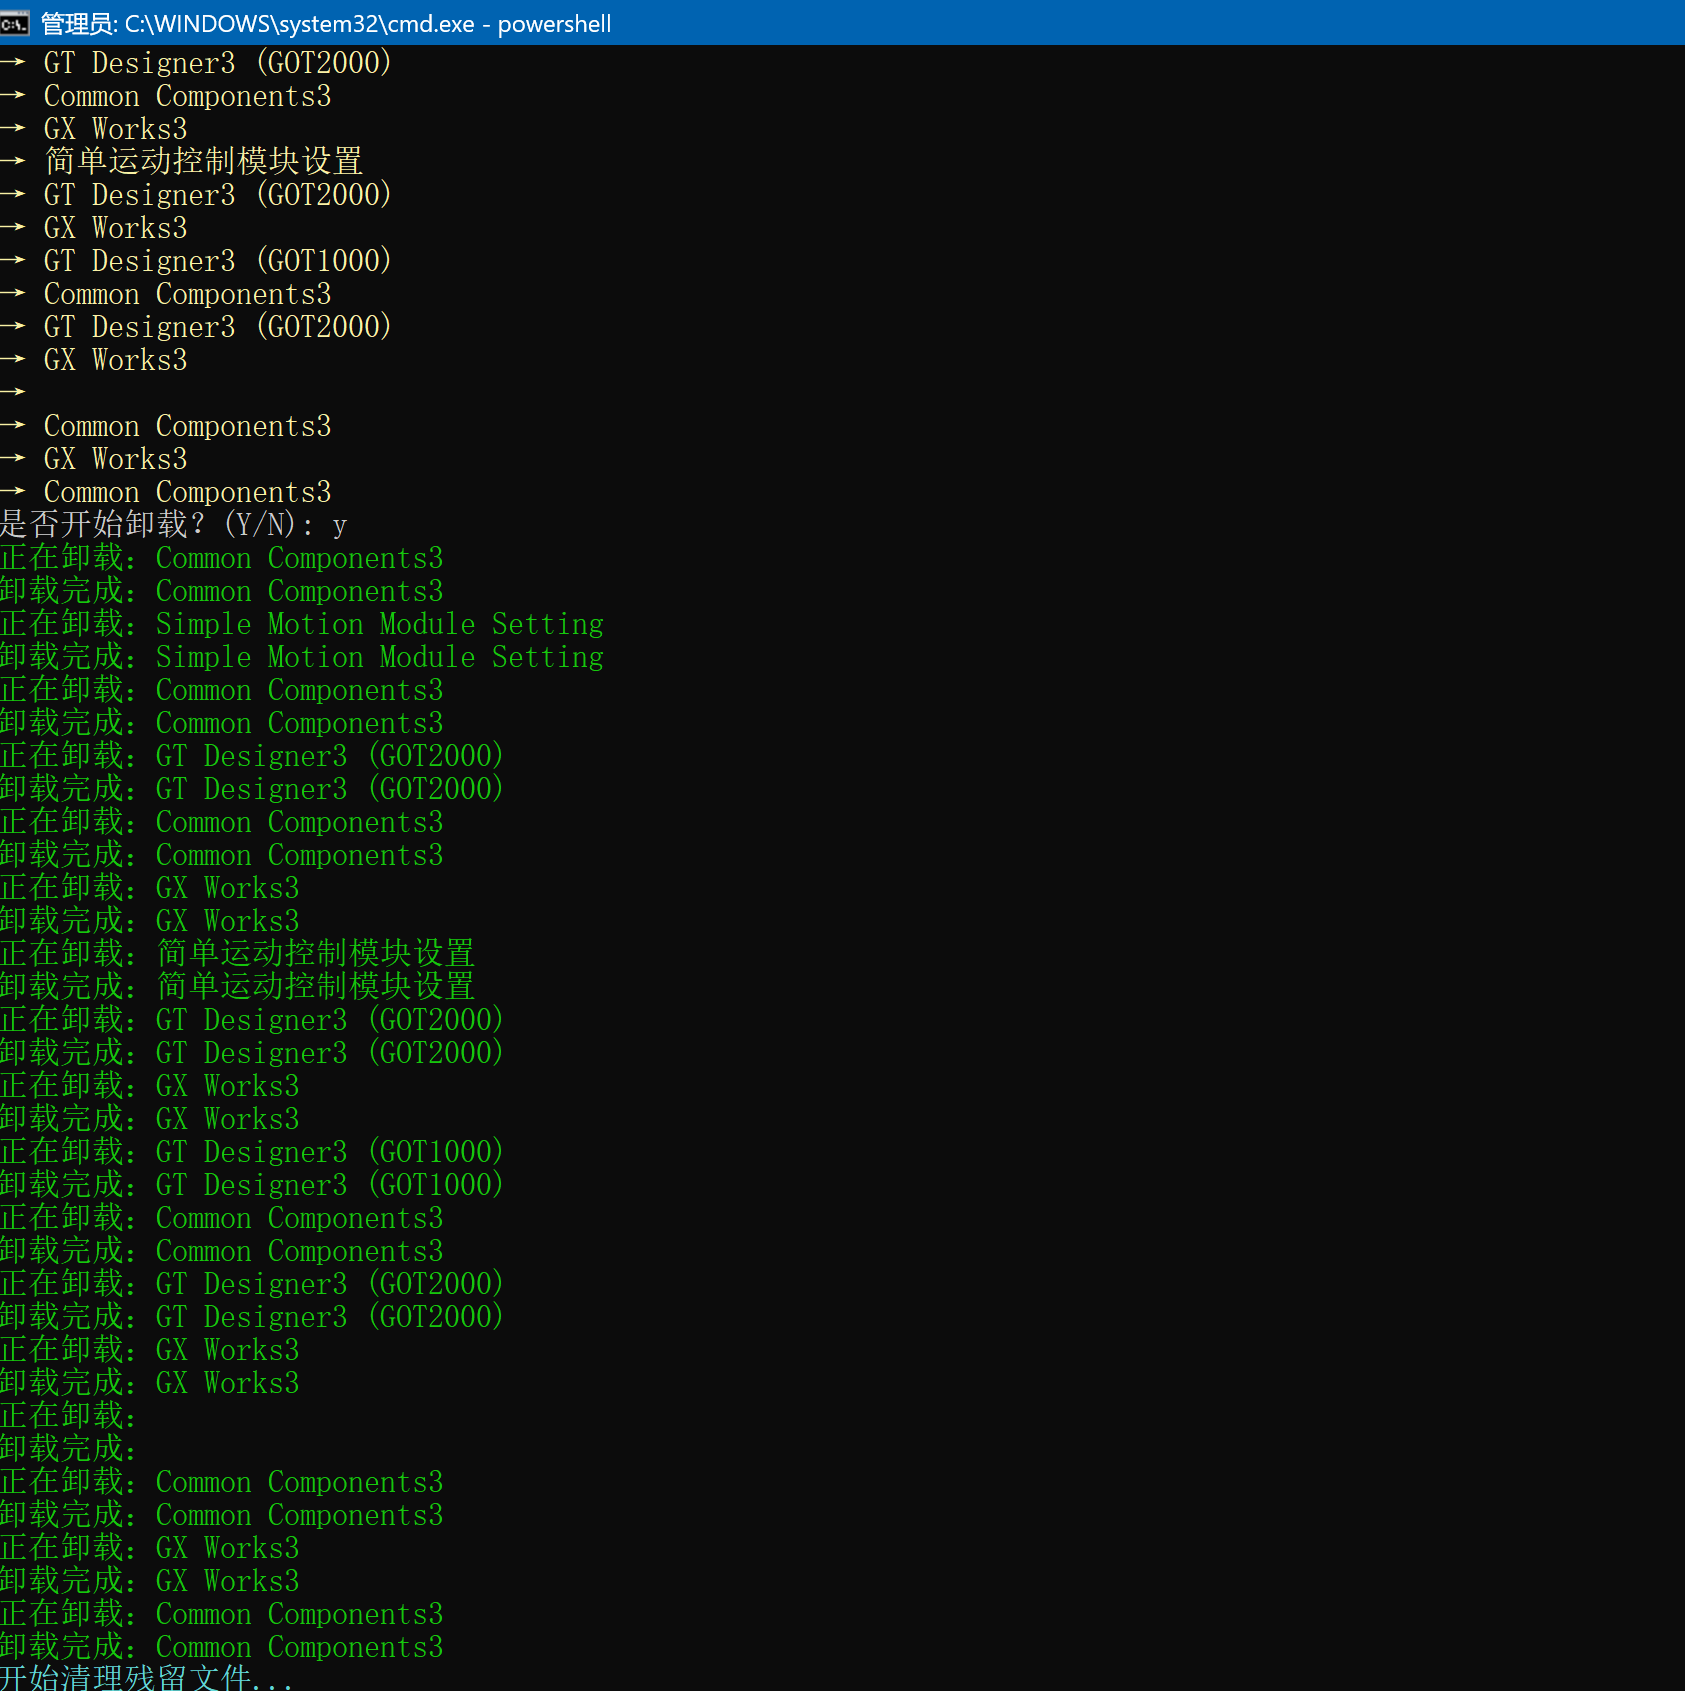 管理员: C:\WINDOWS\system32\cmd.exe - powershell
→ GT Designer3 (GOT2000)
→ Common Components3
→ GX Works3
→ 简单运动控制模块设置
→ GT Designer3 (GOT2000)
→ GX Works3
→ GT Designer3 (GOT1000)
→ Common Components3
→ GT Designer3 (GOT2000)
→ GX Works3
→
→ Common Components3
→ GX Works3
→ Common Components3
是否开始卸载？(Y/N): y
正在卸载：Common Components3
卸载完成：Common Components3
正在卸载：Simple Motion Module Setting
卸载完成：Simple Motion Module Setting
正在卸载：Common Components3
卸载完成：Common Components3
正在卸载：GT Designer3 (GOT2000)
卸载完成：GT Designer3 (GOT2000)
正在卸载：Common Components3
卸载完成：Common Components3
正在卸载：GX Works3
卸载完成：GX Works3
正在卸载：简单运动控制模块设置
卸载完成：简单运动控制模块设置
正在卸载：GT Designer3 (GOT2000)
卸载完成：GT Designer3 (GOT2000)
正在卸载：GX Works3
卸载完成：GX Works3
正在卸载：GT Designer3 (GOT1000)
卸载完成：GT Designer3 (GOT1000)
正在卸载：Common Components3
卸载完成：Common Components3
正在卸载：GT Designer3 (GOT2000)
卸载完成：GT Designer3 (GOT2000)
正在卸载：GX Works3
卸载完成：GX Works3
正在卸载：
卸载完成：
正在卸载：Common Components3
卸载完成：Common Components3
正在卸载：GX Works3
卸载完成：GX Works3
正在卸载：Common Components3
卸载完成：Common Components3
开始清理残留文件...